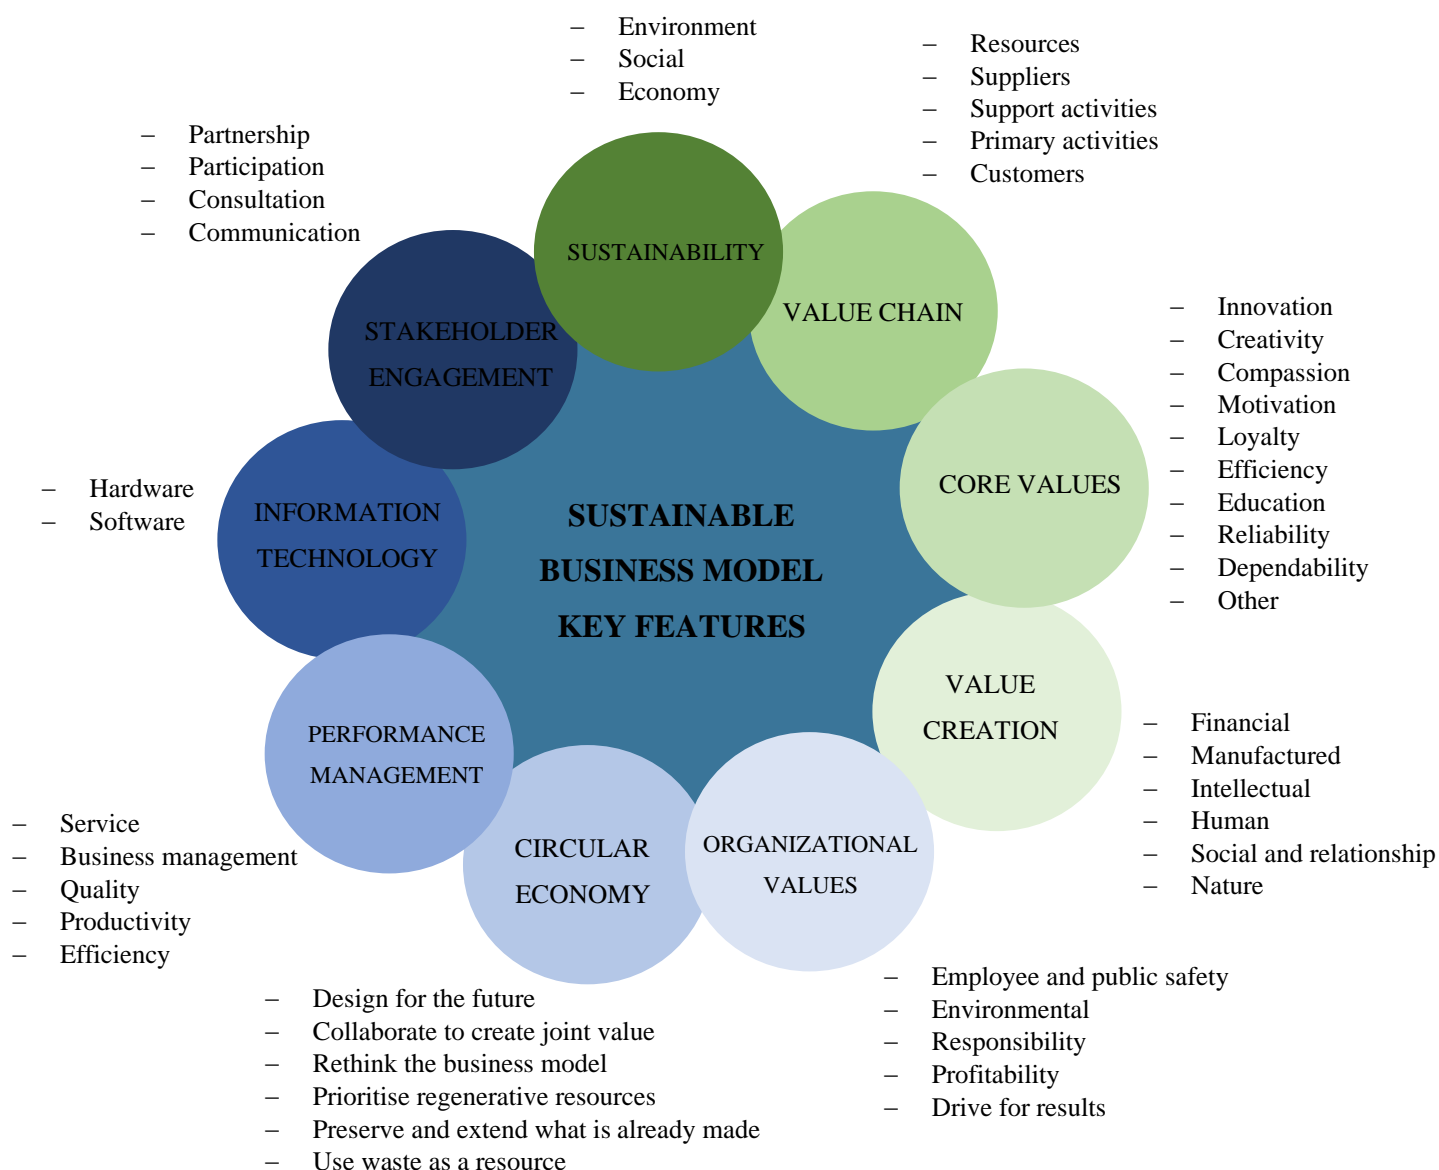 – Environment
– Social
– Economy
– Resources
– Suppliers
– Support activities
– Primary activities
– Customers
– Partnership
– Participation
– Consultation
– Communication
SUSTAINABILITY
VALUE CHAIN
STAKEHOLDER
ENGAGEMENT
– Innovation
– Creativity
– Compassion
– Motivation
– Loyalty
– Efficiency
– Education
– Reliability
– Dependability
– Other
CORE VALUES
– Hardware
– Software
INFORMATION
TECHNOLOGY
SUSTAINABLE
BUSINESS MODEL
KEY FEATURES
VALUE
CREATION
– Financial
– Manufactured
– Intellectual
– Human
– Social and relationship
– Nature
PERFORMANCE
MANAGEMENT
– Service
– Business management
– Quality
– Productivity
– Efficiency
CIRCULAR
ECONOMY
ORGANIZATIONAL
VALUES
– Design for the future
– Collaborate to create joint value
– Rethink the business model
– Prioritise regenerative resources
– Preserve and extend what is already made
– Use waste as a resource
– Employee and public safety
– Environmental
– Responsibility
– Profitability
– Drive for results